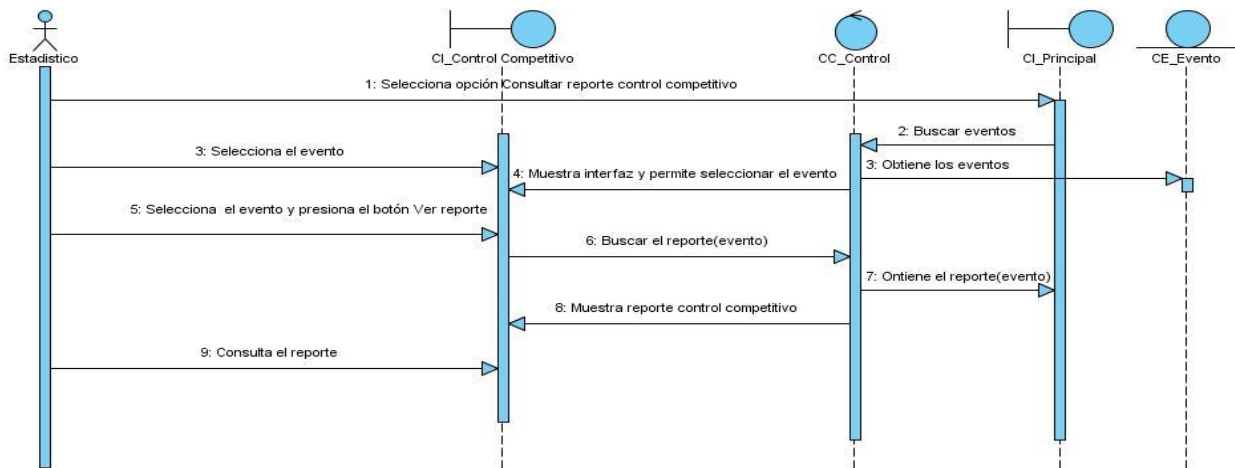 Estadistico
CI_Control Competitivo
CC_Control
CI_Principal
CE_Evento
1: Selecciona opción Consultar reporte control competitivo
2: Buscar eventos
3: Selecciona el evento
3: Obtiene los eventos
4: Muestra interfaz y permite seleccionar el evento
5: Selecciona el evento y presiona el botón Ver reporte
6: Buscar el reporte(evento)
7: Ontiene el reporte(evento)
8: Muestra reporte control competitivo
9: Consulta el reporte